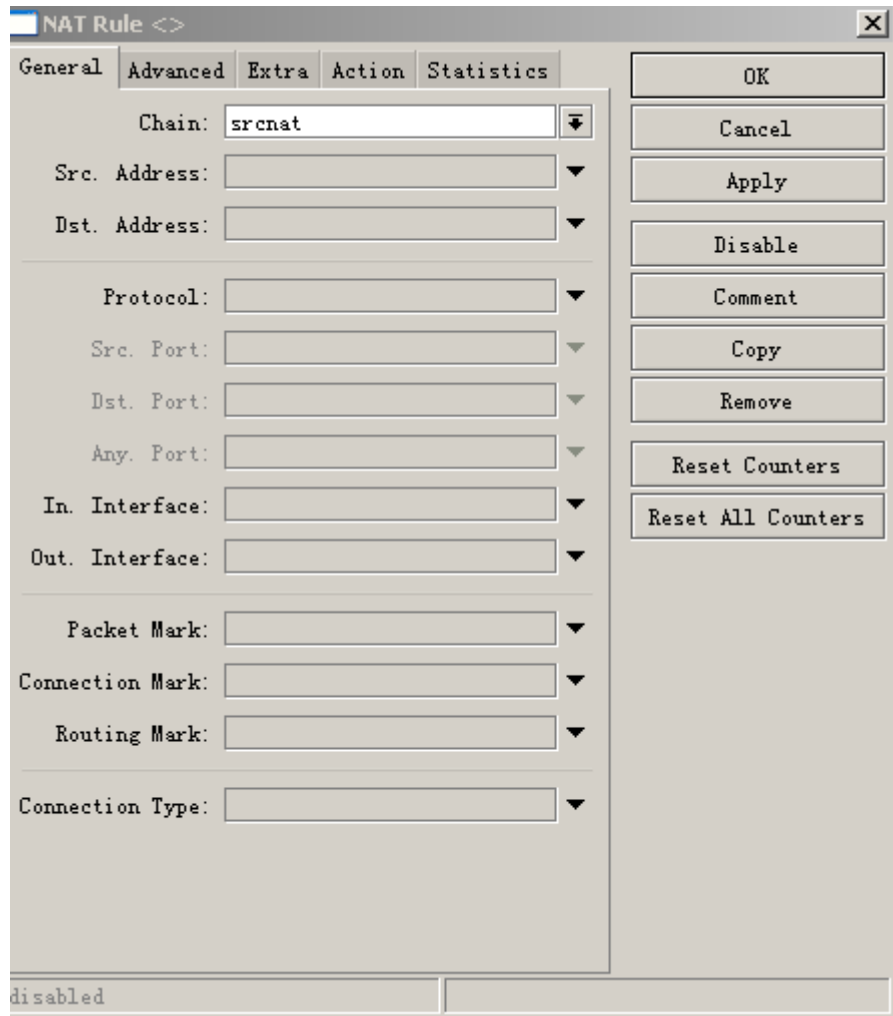 NAT Rule <>
General Advanced Extra Action Statistics
Chain: srcnat
Src. Address:
Dst. Address:
Protocol:
Src. Port:
Dst. Port:
Any. Port:
In. Interface:
Out. Interface:
Packet Mark:
Connection Mark:
Routing Mark:
Connection Type:
OK
Cancel
Apply
Disable
Comment
Copy
Remove
Reset Counters
Reset All Counters
disabled